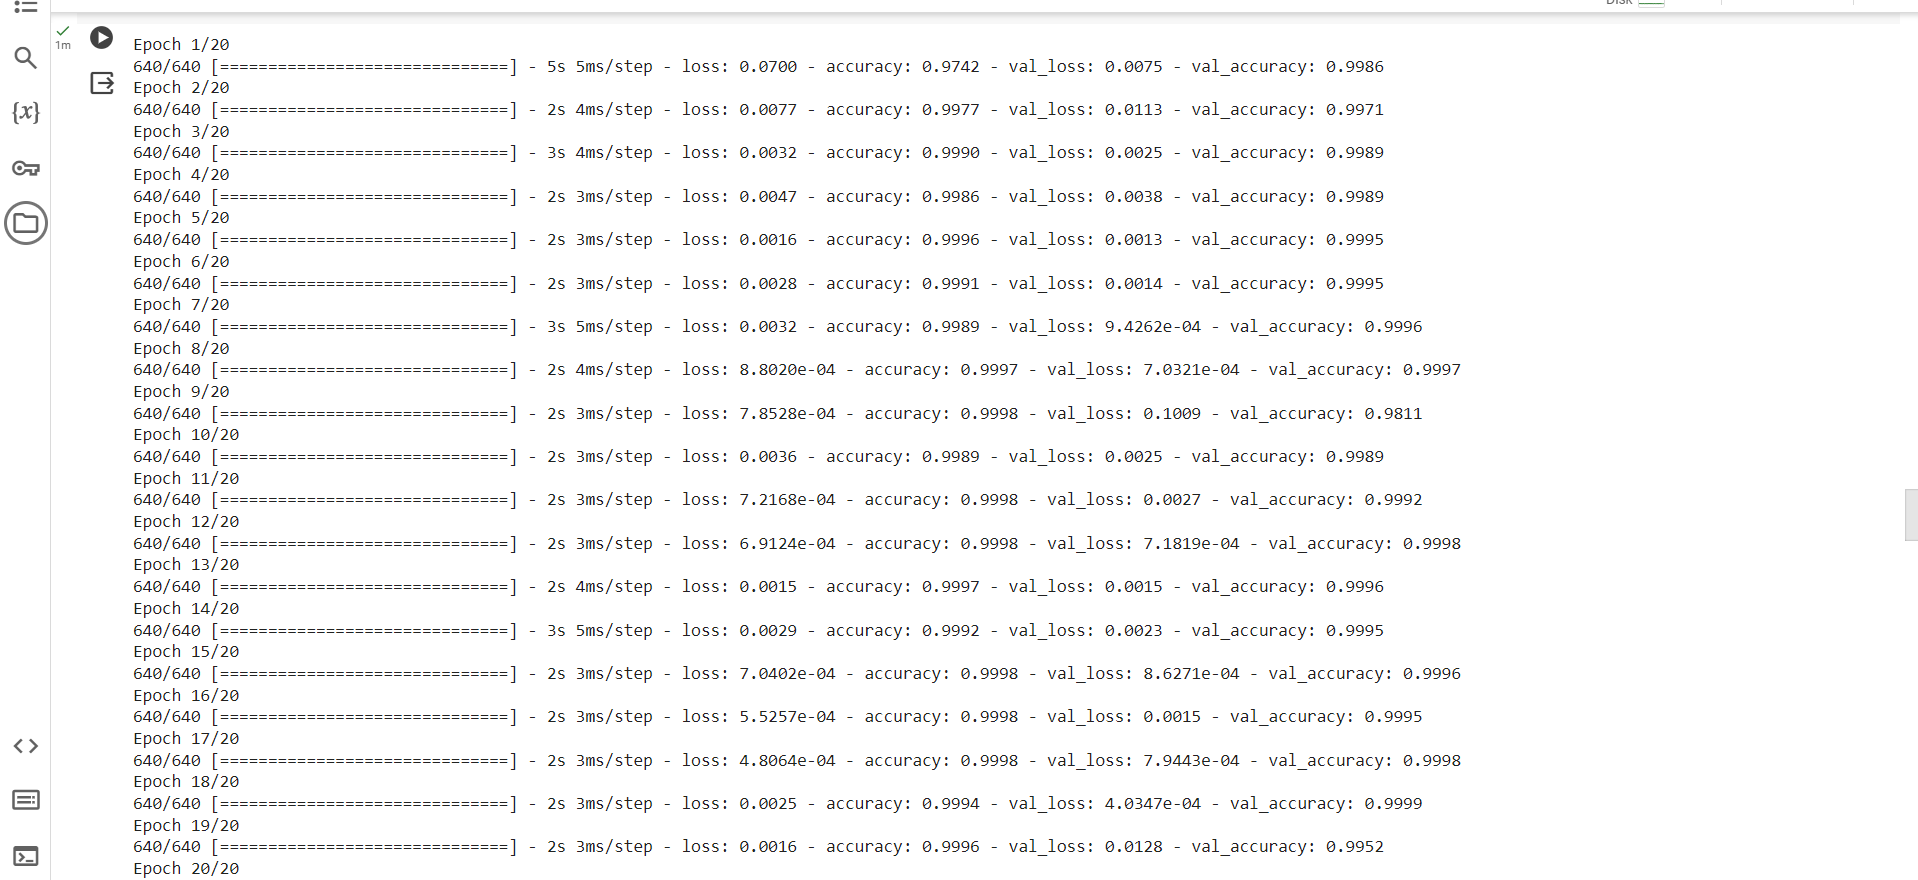 Disk
1m
{x}
Epoch 1/20
640/640 [==============================] - 5s 5ms/step - loss: 0.0700 - accuracy: 0.9742 - val_loss: 0.0075 - val_accuracy: 0.9986
Epoch 2/20
640/640 [==============================] - 2s 4ms/step - loss: 0.0077 - accuracy: 0.9977 - val_loss: 0.0113 - val_accuracy: 0.9971
Epoch 3/20
640/640 [==============================] - 3s 4ms/step - loss: 0.0032 - accuracy: 0.9990 - val_loss: 0.0025 - val_accuracy: 0.9989
Epoch 4/20
640/640 [==============================] - 2s 3ms/step - loss: 0.0047 - accuracy: 0.9986 - val_loss: 0.0038 - val_accuracy: 0.9989
Epoch 5/20
640/640 [==============================] - 2s 3ms/step - loss: 0.0016 - accuracy: 0.9996 - val_loss: 0.0013 - val_accuracy: 0.9995
Epoch 6/20
640/640 [==============================] - 2s 3ms/step - loss: 0.0028 - accuracy: 0.9991 - val_loss: 0.0014 - val_accuracy: 0.9995
Epoch 7/20
640/640 [==============================] - 3s 5ms/step - loss: 0.0032 - accuracy: 0.9989 - val_loss: 9.4262e-04 - val_accuracy: 0.9996
Epoch 8/20
640/640 [==============================] - 2s 4ms/step - loss: 8.8020e-04 - accuracy: 0.9997 - val_loss: 7.0321e-04 - val_accuracy: 0.9997
Epoch 9/20
640/640 [==============================] - 2s 3ms/step - loss: 7.8528e-04 - accuracy: 0.9998 - val_loss: 0.1009 - val_accuracy: 0.9811
Epoch 10/20
640/640 [==============================] - 2s 3ms/step - loss: 0.0036 - accuracy: 0.9989 - val_loss: 0.0025 - val_accuracy: 0.9989
Epoch 11/20
640/640 [==============================] - 2s 3ms/step - loss: 7.2168e-04 - accuracy: 0.9998 - val_loss: 0.0027 - val_accuracy: 0.9992
Epoch 12/20
640/640 [==============================] - 2s 3ms/step - loss: 6.9124e-04 - accuracy: 0.9998 - val_loss: 7.1819e-04 - val_accuracy: 0.9998
Epoch 13/20
640/640 [==============================] - 2s 4ms/step - loss: 0.0015 - accuracy: 0.9997 - val_loss: 0.0015 - val_accuracy: 0.9996
Epoch 14/20
640/640 [==============================] - 3s 5ms/step - loss: 0.0029 - accuracy: 0.9992 - val_loss: 0.0023 - val_accuracy: 0.9995
Epoch 15/20
640/640 [==============================] - 2s 3ms/step - loss: 7.0402e-04 - accuracy: 0.9998 - val_loss: 8.6271e-04 - val_accuracy: 0.9996
Epoch 16/20
640/640 [==============================] - 2s 3ms/step - loss: 5.5257e-04 - accuracy: 0.9998 - val_loss: 0.0015 - val_accuracy: 0.9995
Epoch 17/20
640/640 [==============================] - 2s 3ms/step - loss: 4.8064e-04 - accuracy: 0.9998 - val_loss: 7.9443e-04 - val_accuracy: 0.9998
Epoch 18/20
640/640 [==============================] - 2s 3ms/step - loss: 0.0025 - accuracy: 0.9994 - val_loss: 4.0347e-04 - val_accuracy: 0.9999
Epoch 19/20
640/640 [==============================] - 2s 3ms/step - loss: 0.0016 - accuracy: 0.9996 - val_loss: 0.0128 - val_accuracy: 0.9952
Epoch 20/20